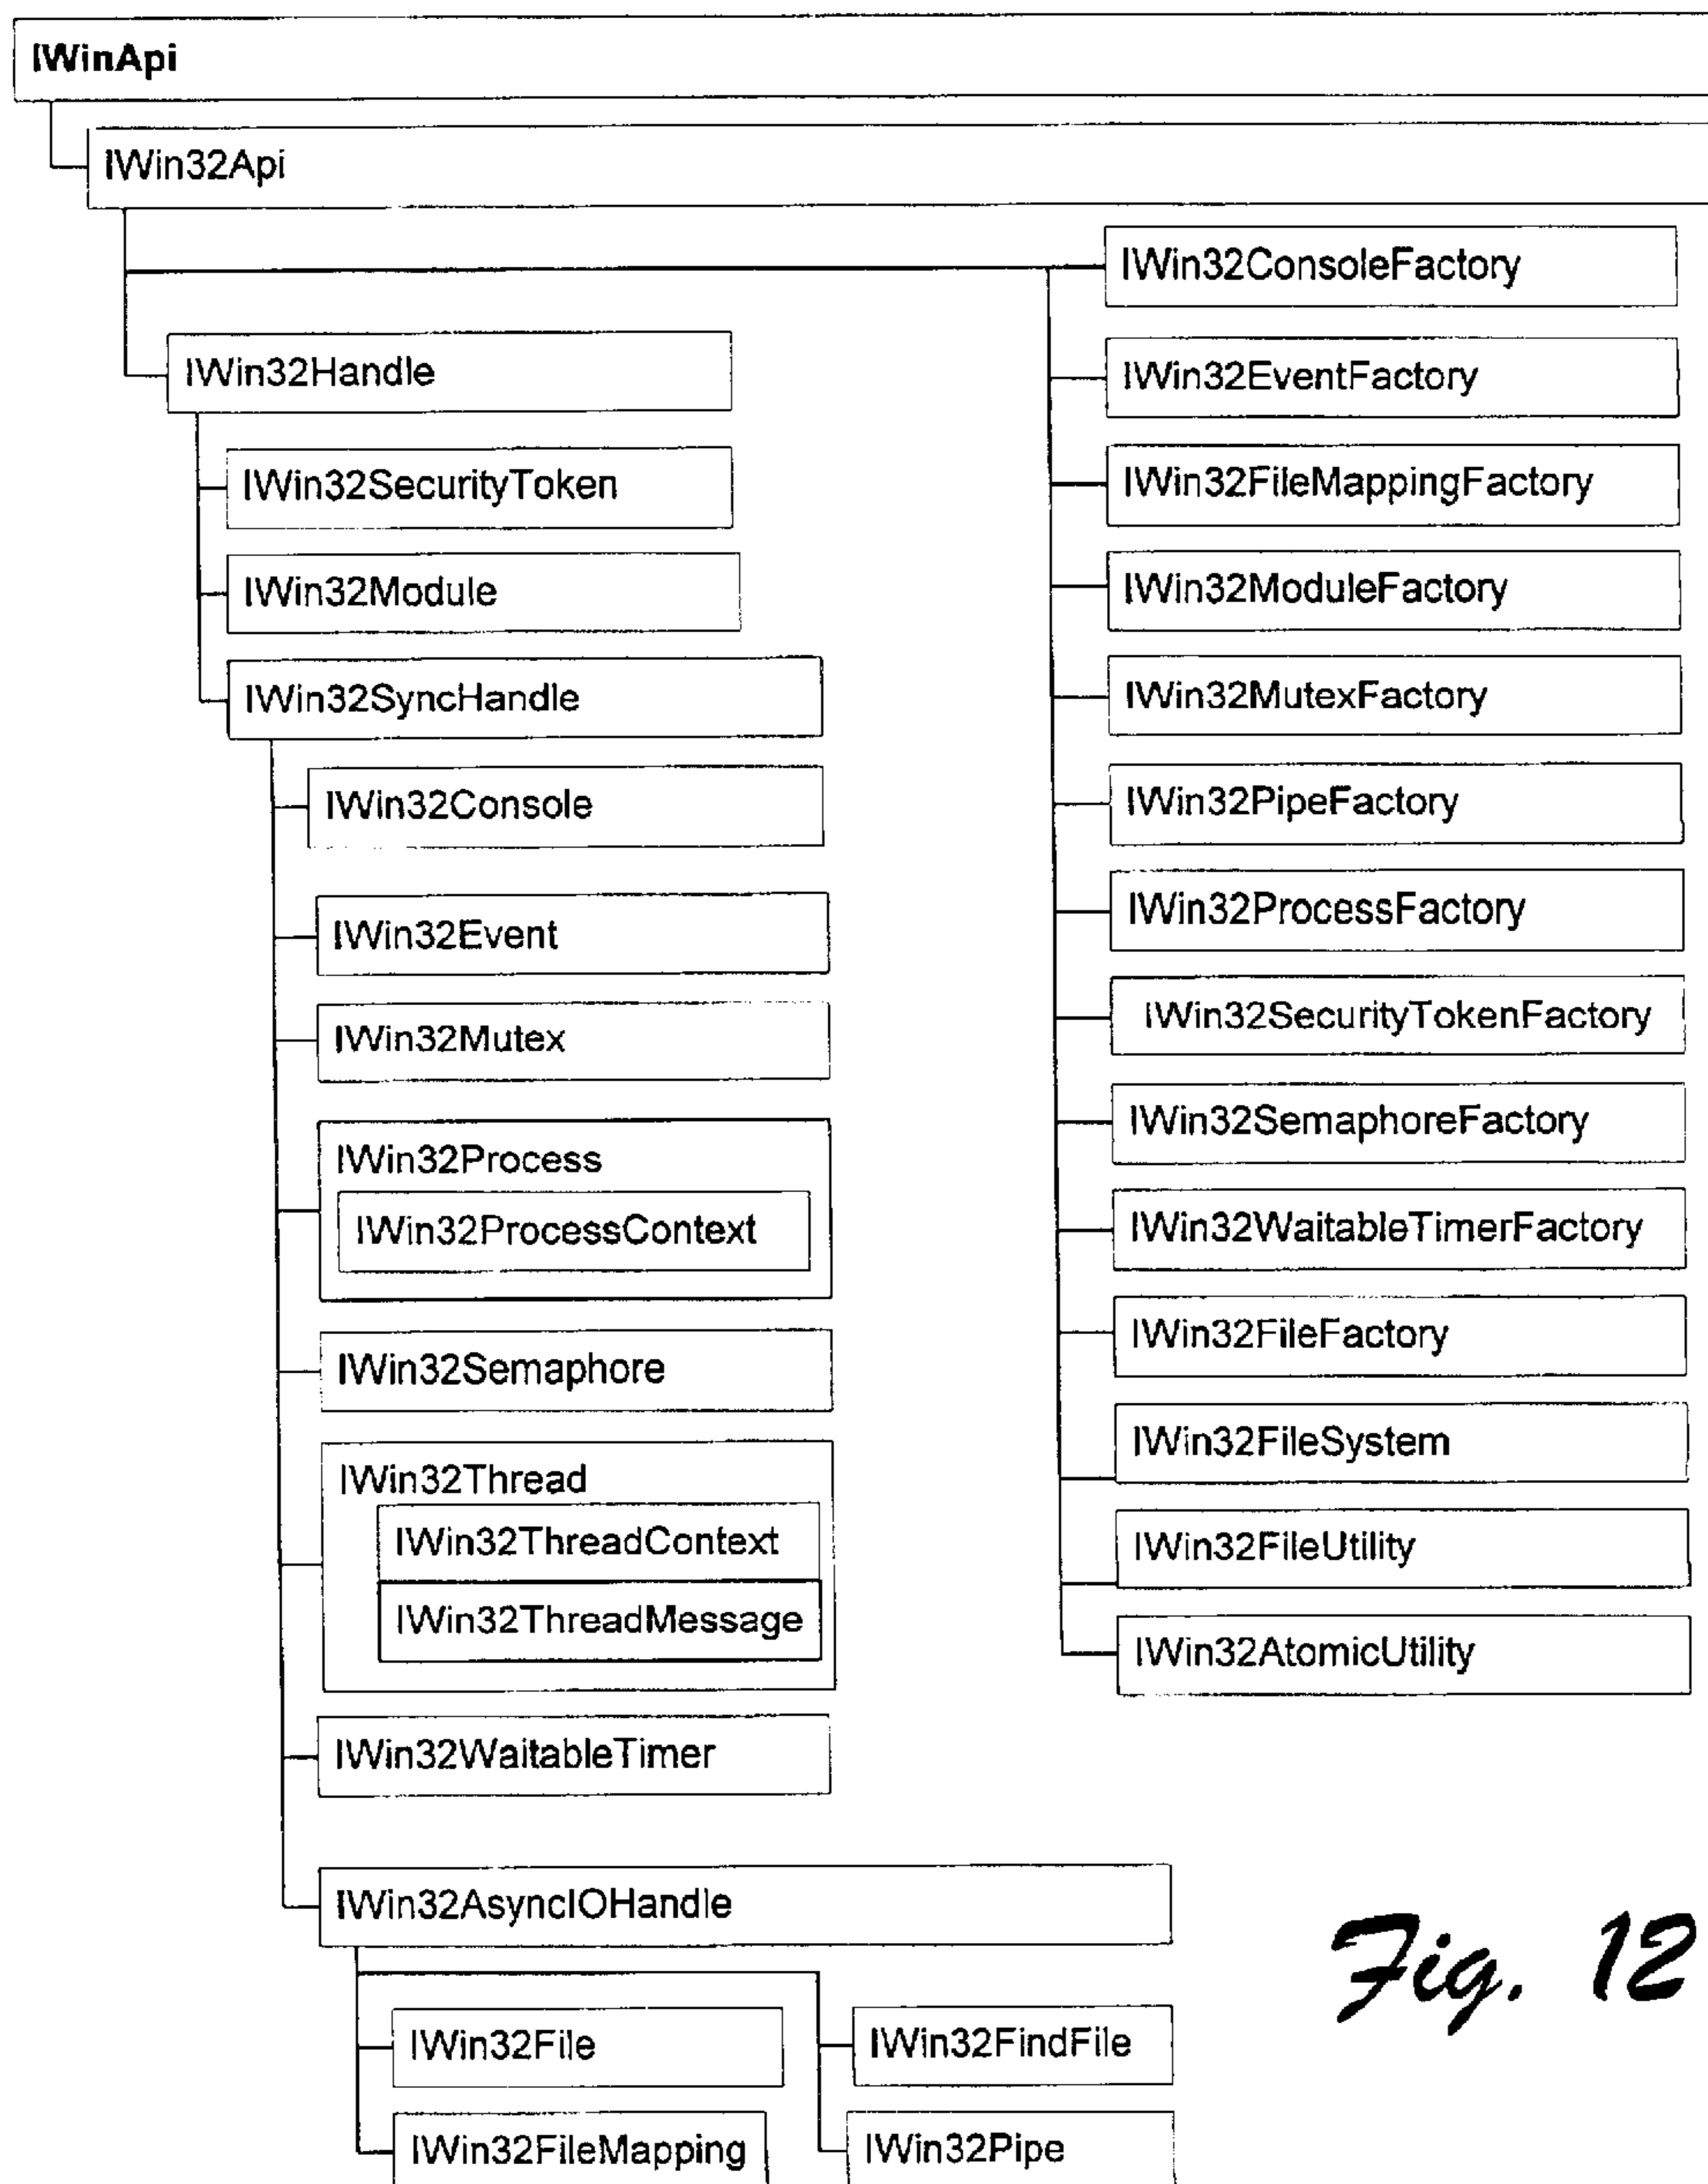 IWinApi
IWin32Api
IWin32Handle
IWin32SecurityToken
IWin32Module
IWin32SyncHandle
IWin32Console
IWin32Event
IWin32Mutex
IWin32Process
IWin32ProcessContext
IWin32Semaphore
IWin32Thread
IWin32ThreadContext
IWin32ThreadMessage
IWin32WaitableTimer
IWin32AsyncIOHandle
IWin32File
IWin32FileMapping
IWin32FindFile
IWin32Pipe
IWin32ConsoleFactory
IWin32EventFactory
IWin32FileMappingFactory
IWin32ModuleFactory
IWin32MutexFactory
IWin32PipeFactory
IWin32ProcessFactory
IWin32SecurityTokenFactory
IWin32SemaphoreFactory
IWin32WaitableTimerFactory
IWin32FileFactory
IWin32FileSystem
IWin32FileUtility
IWin32AtomicUtility
Fig. 12